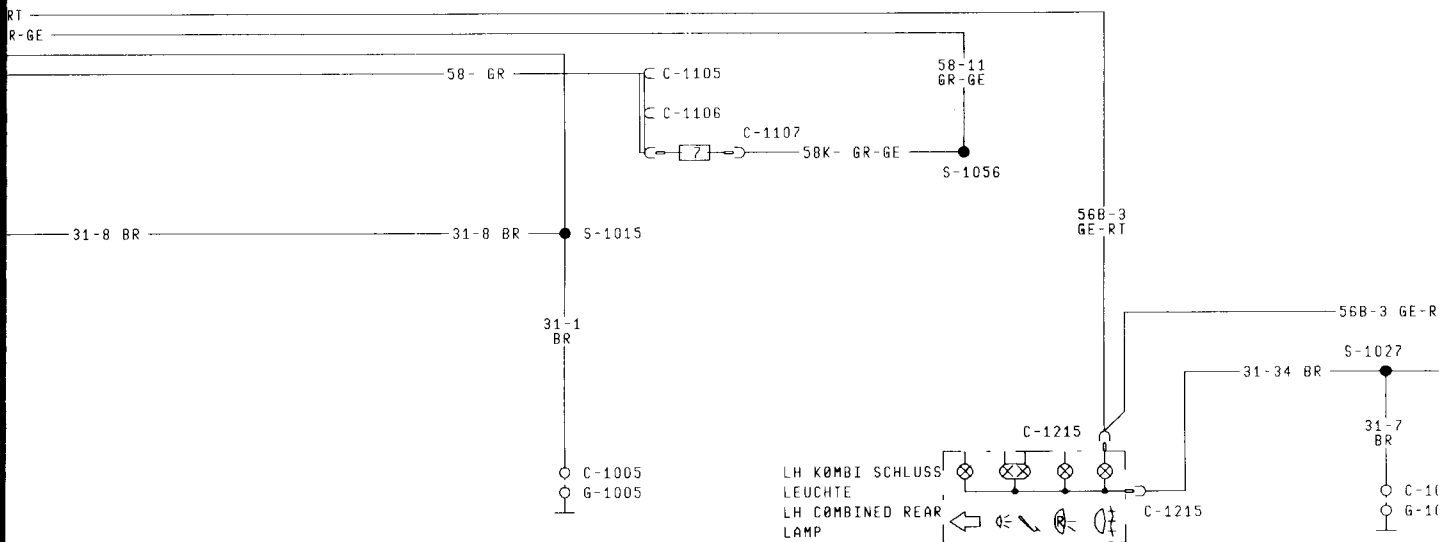 RT
R-GE
58- GR
C-1105
58-11
GR-GE
C-1106
C-1107
7
58K- GR-GE
S-1056
56B-3
GE-RT
31-8 BR
31-8 BR
S-1015
31-1
BR
56B-3 GE-R
S-1027
31-34 BR
31-7
BR
C-1215
C-1005
G-1005
LH KØMBI SCHLUSS
LEUCHTE
LH CØMBINED REAR
LAMP
R
C-1215
C-10
G-10